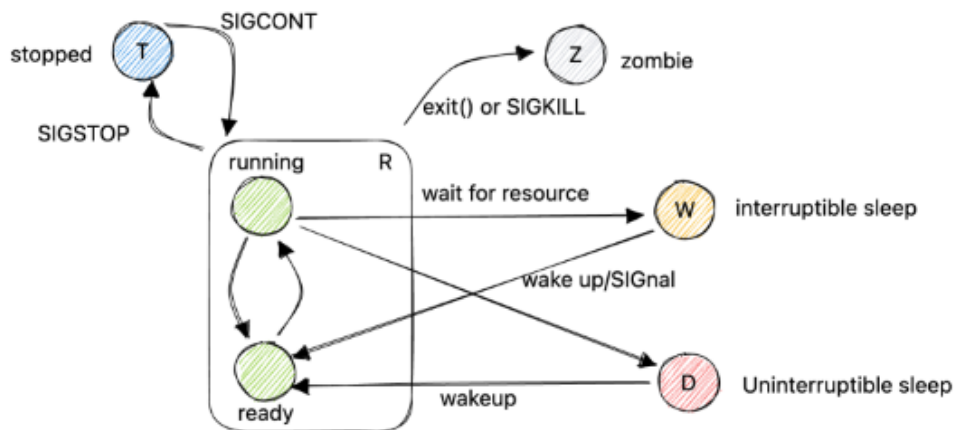 SIGCONT
stopped
T
Z
zombie
exit() or SIGKILL
SIGSTOP
running
R
wait for resource
W
interruptible sleep
wake up/SIGnal
D
Uninterruptible sleep
wakeup
ready